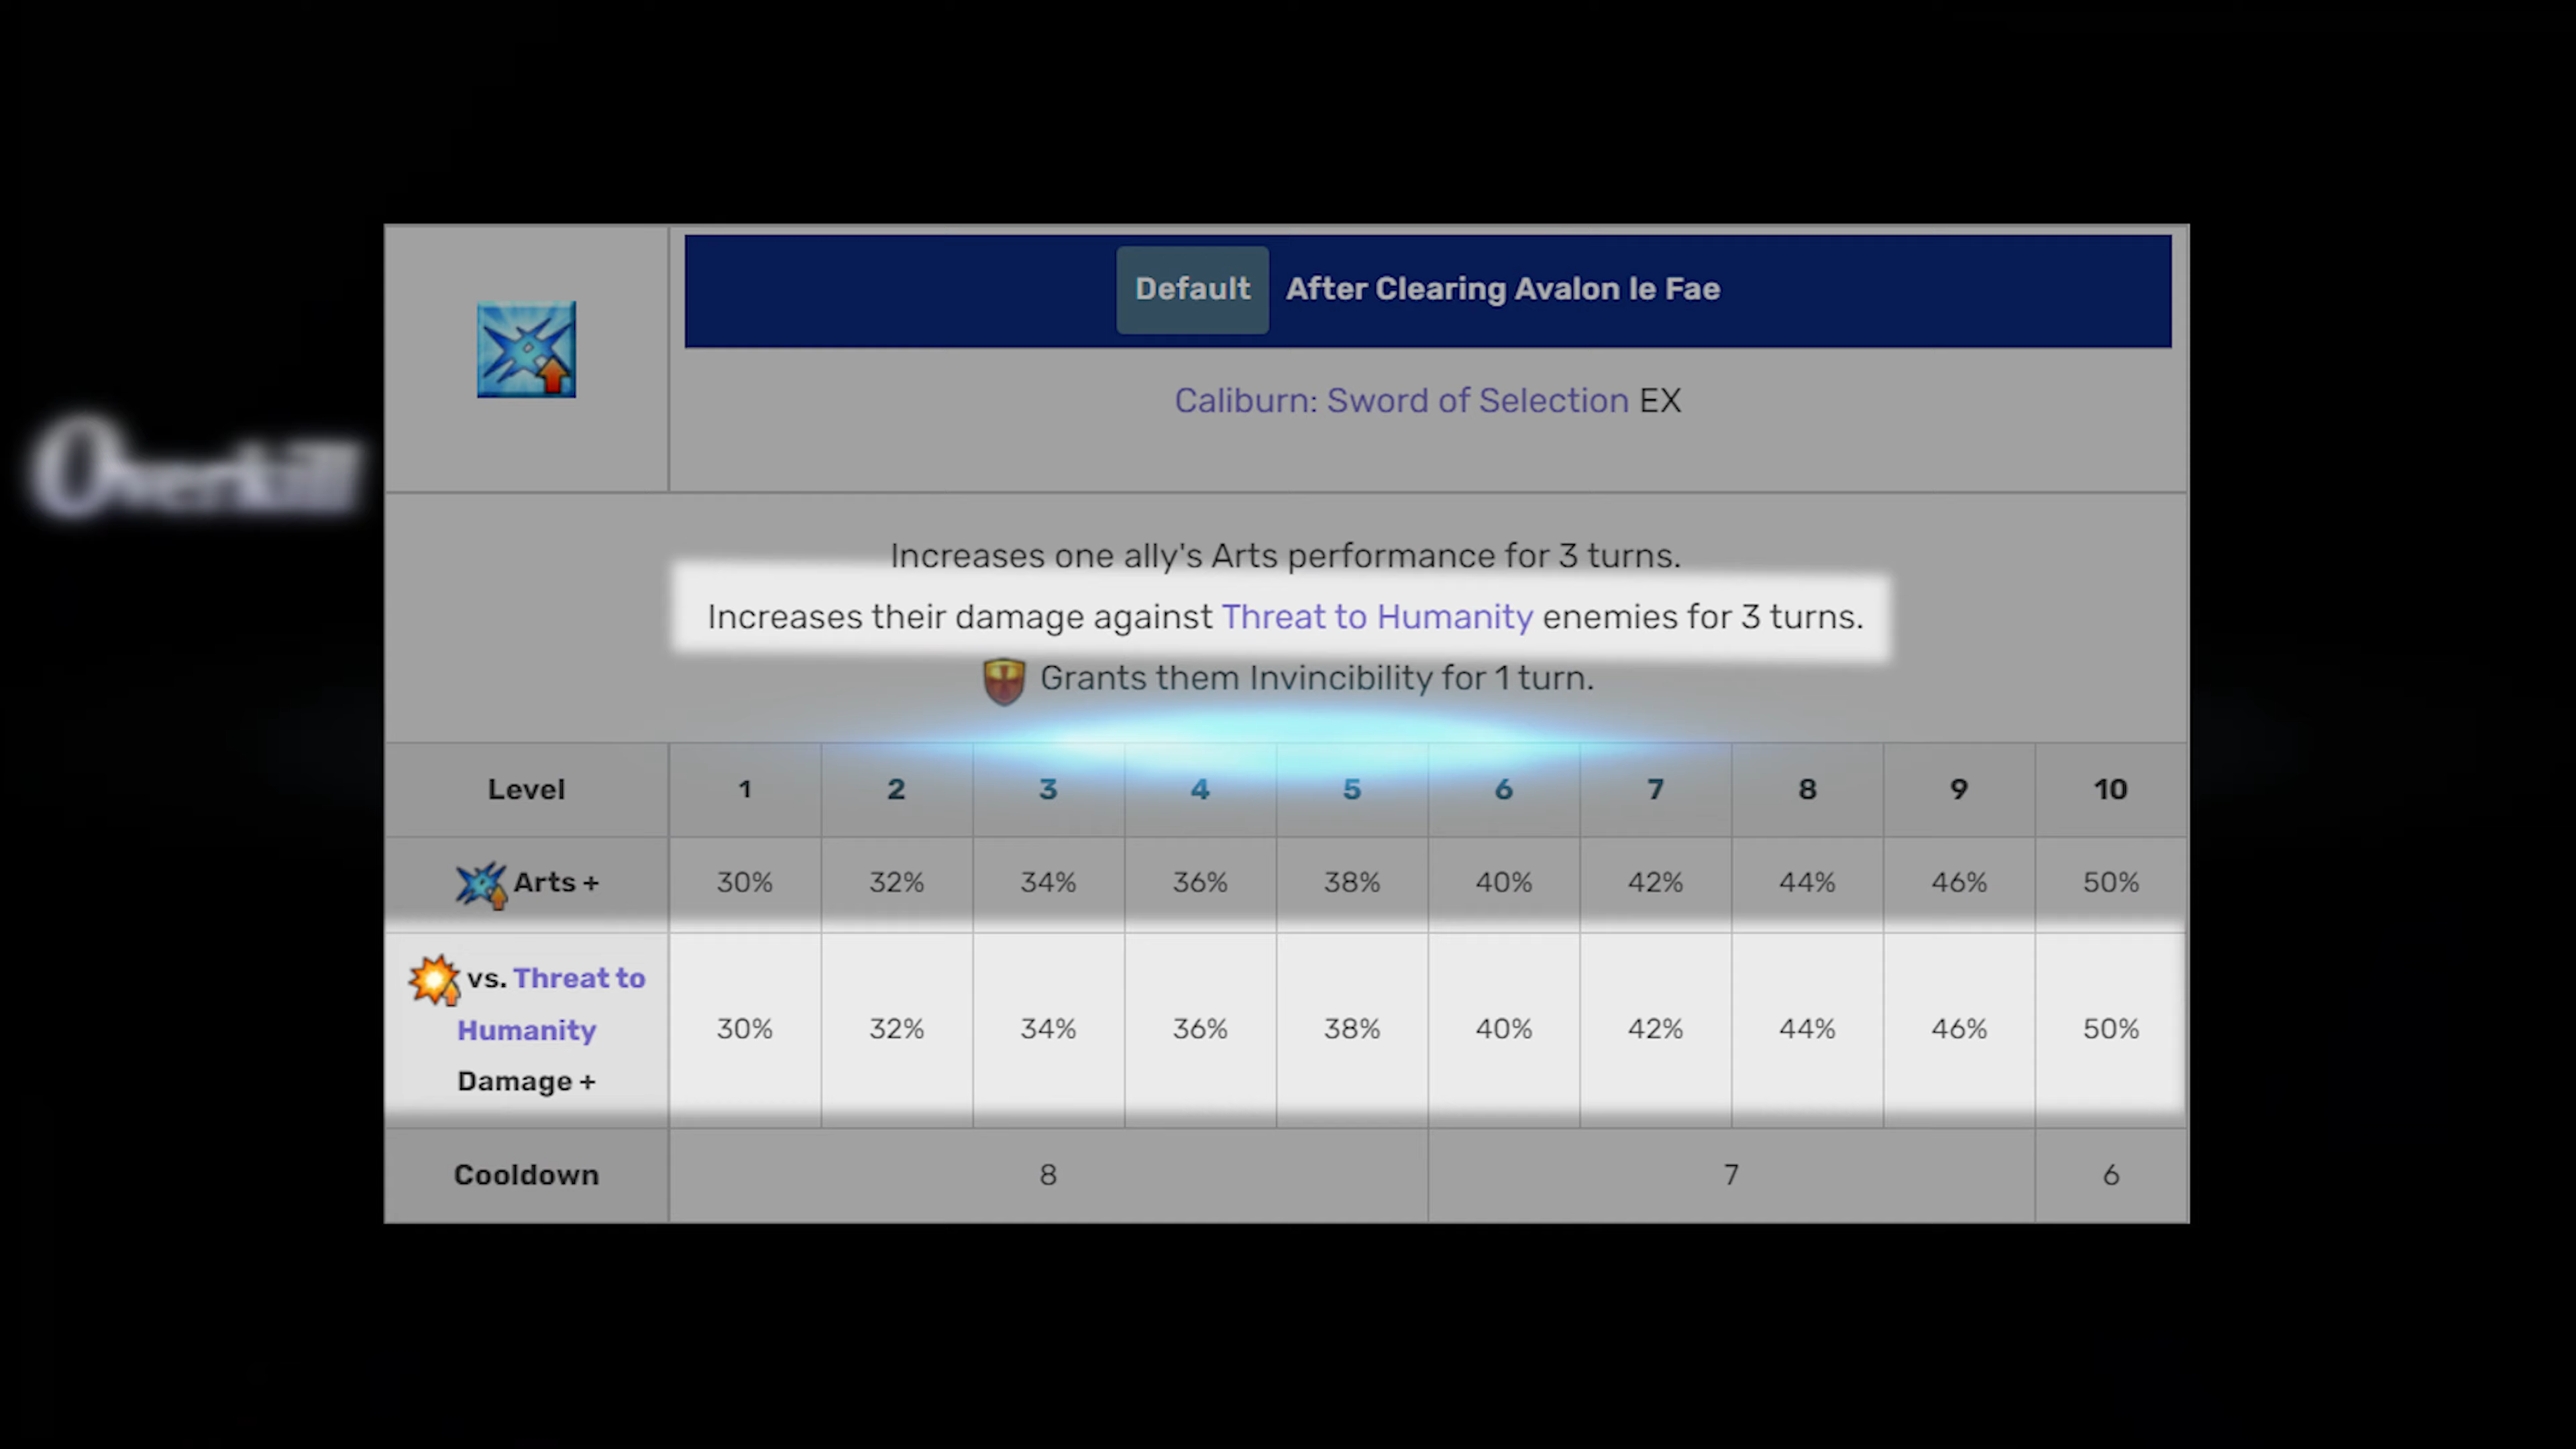 Default After Clearing Avalon le Fae
Caliburn: Sword of Selection EX
Overkill
Increases one ally's Arts performance for 3 turns.
Increases their damage against Threat to Humanity enemies for 3 turns.
Grants them Invincibility for 1 turn.
Level 1 2 3 4 5 6 7 8 9 10
Arts + 30% 32% 34% 36% 38% 40% 42% 44% 46% 50%
vs. Threat to
Humanity
Damage +
30% 32% 34% 36% 38% 40% 42% 44% 46% 50%
Cooldown 8 7 6